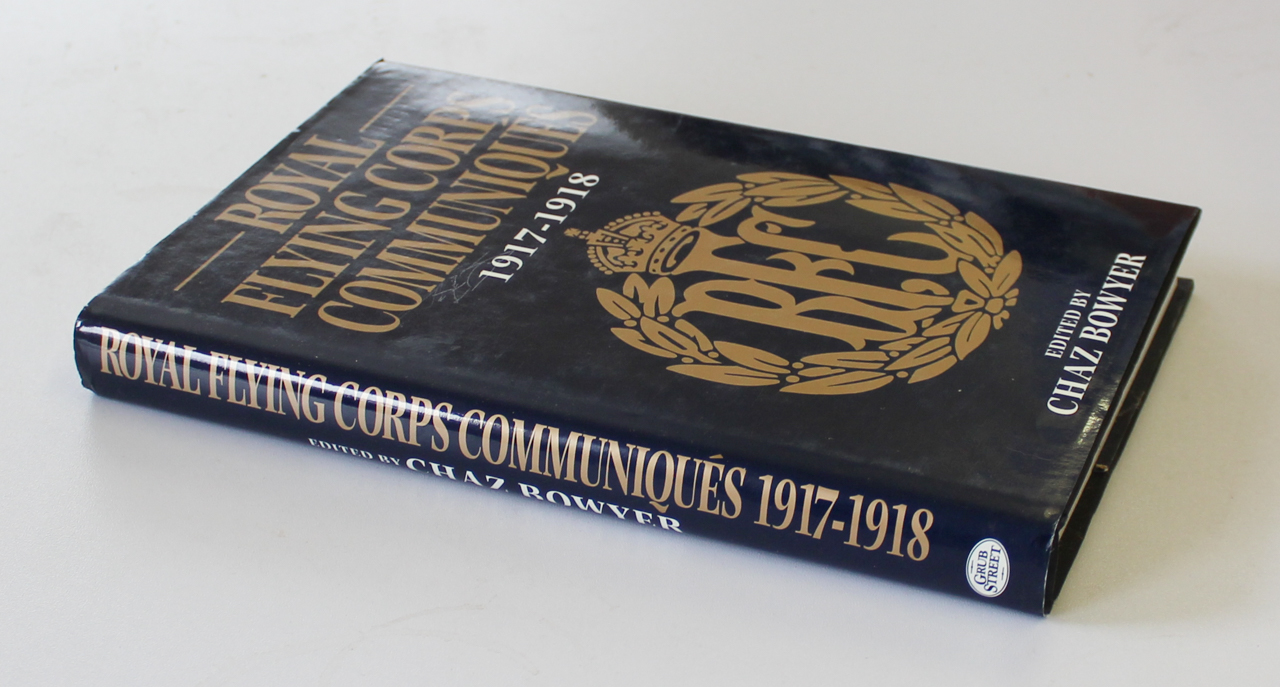 ROYAL
FLYING CORPS
COMMUNIQUÉS
1917-1918
RFC
EDITED BY
CHAZ BOWYER
ROYAL FLYING CORPS COMMUNIQUÉS 1917-1918
EDITED BY CHAZ BOWYER
GRUB
STREET